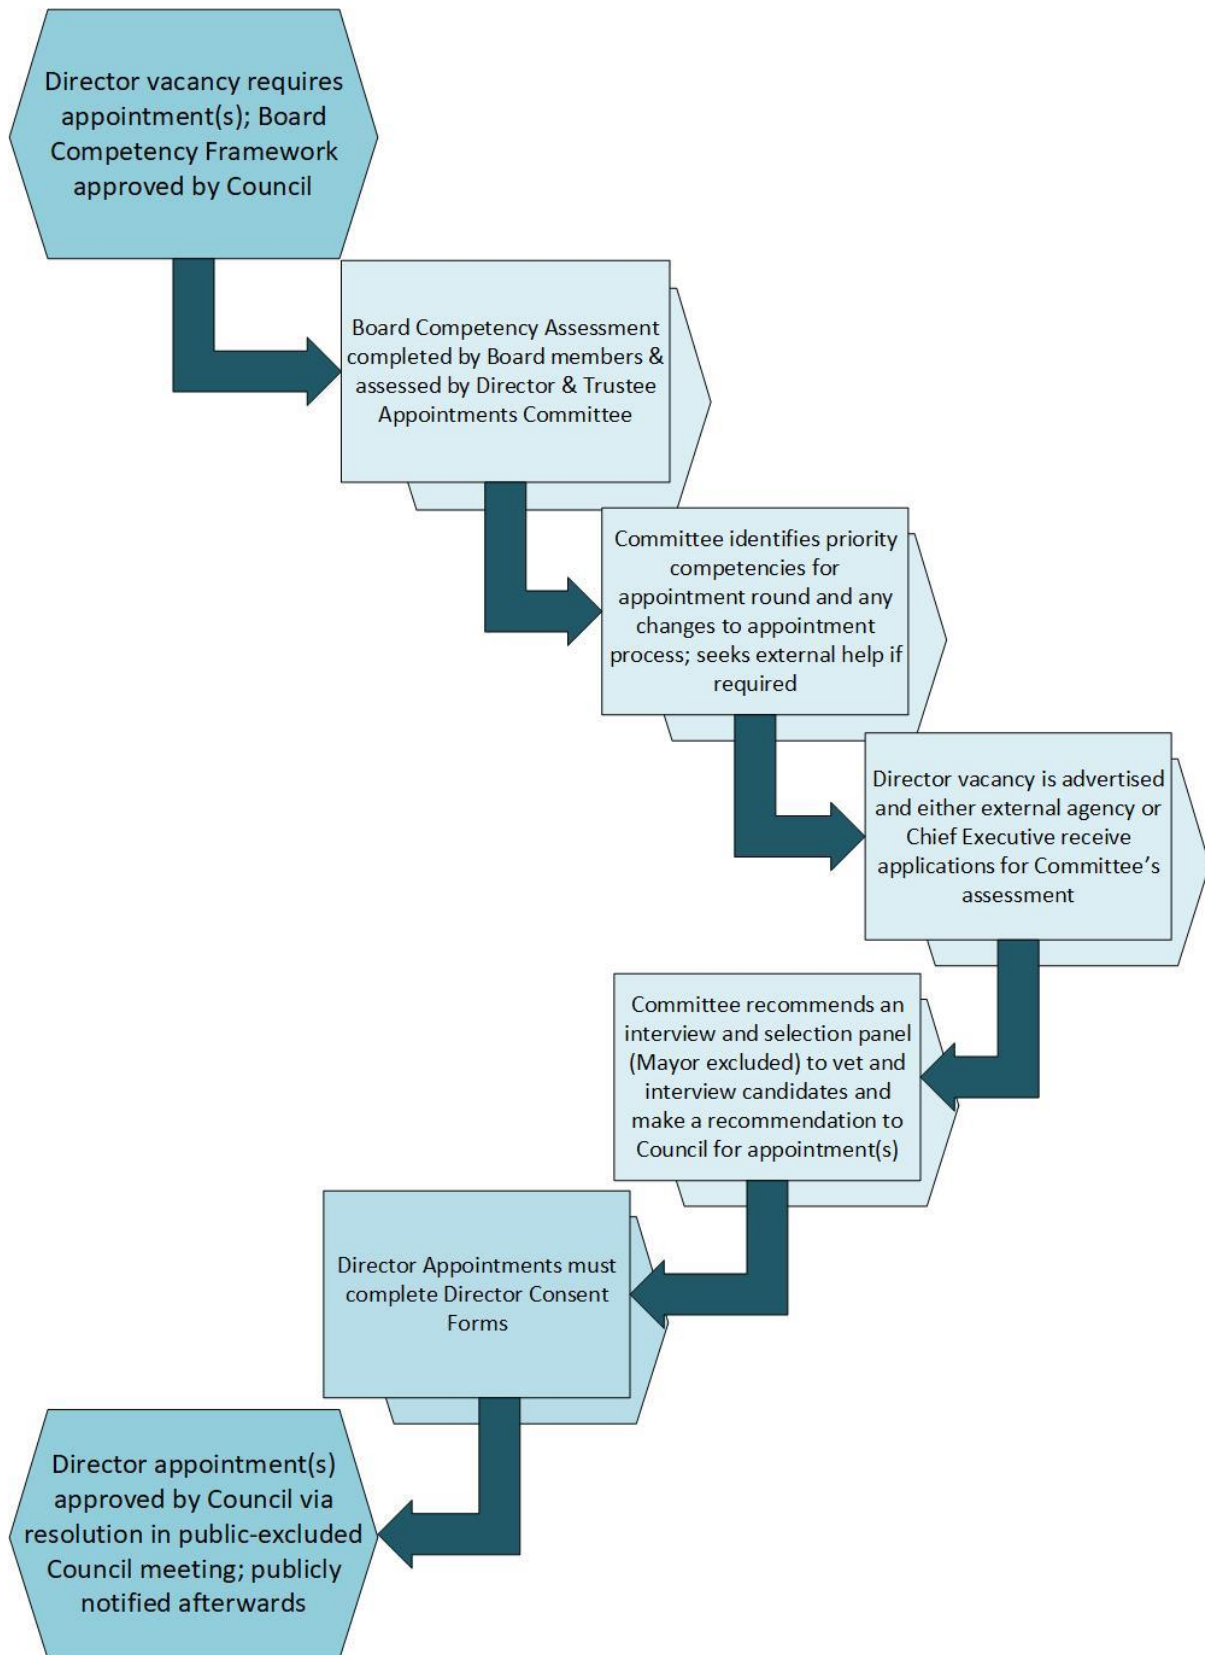 Director vacancy requires
appointment(s); Board
Competency Framework
approved by Council
Board Competency Assessment
completed by Board members &
assessed by Director & Trustee
Appointments Committee
Committee identifies priority
competencies for
appointment round and any
changes to appointment
process; seeks external help if
required
Director vacancy is advertised
and either external agency or
Chief Executive receive
applications for Committee’s
assessment
Committee recommends an
interview and selection panel
(Mayor excluded) to vet and
interview candidates and
make a recommendation to
Council for appointment(s)
Director Appointments must
complete Director Consent
Forms
Director appointment(s)
approved by Council via
resolution in public-excluded
Council meeting; publicly
notified afterwards